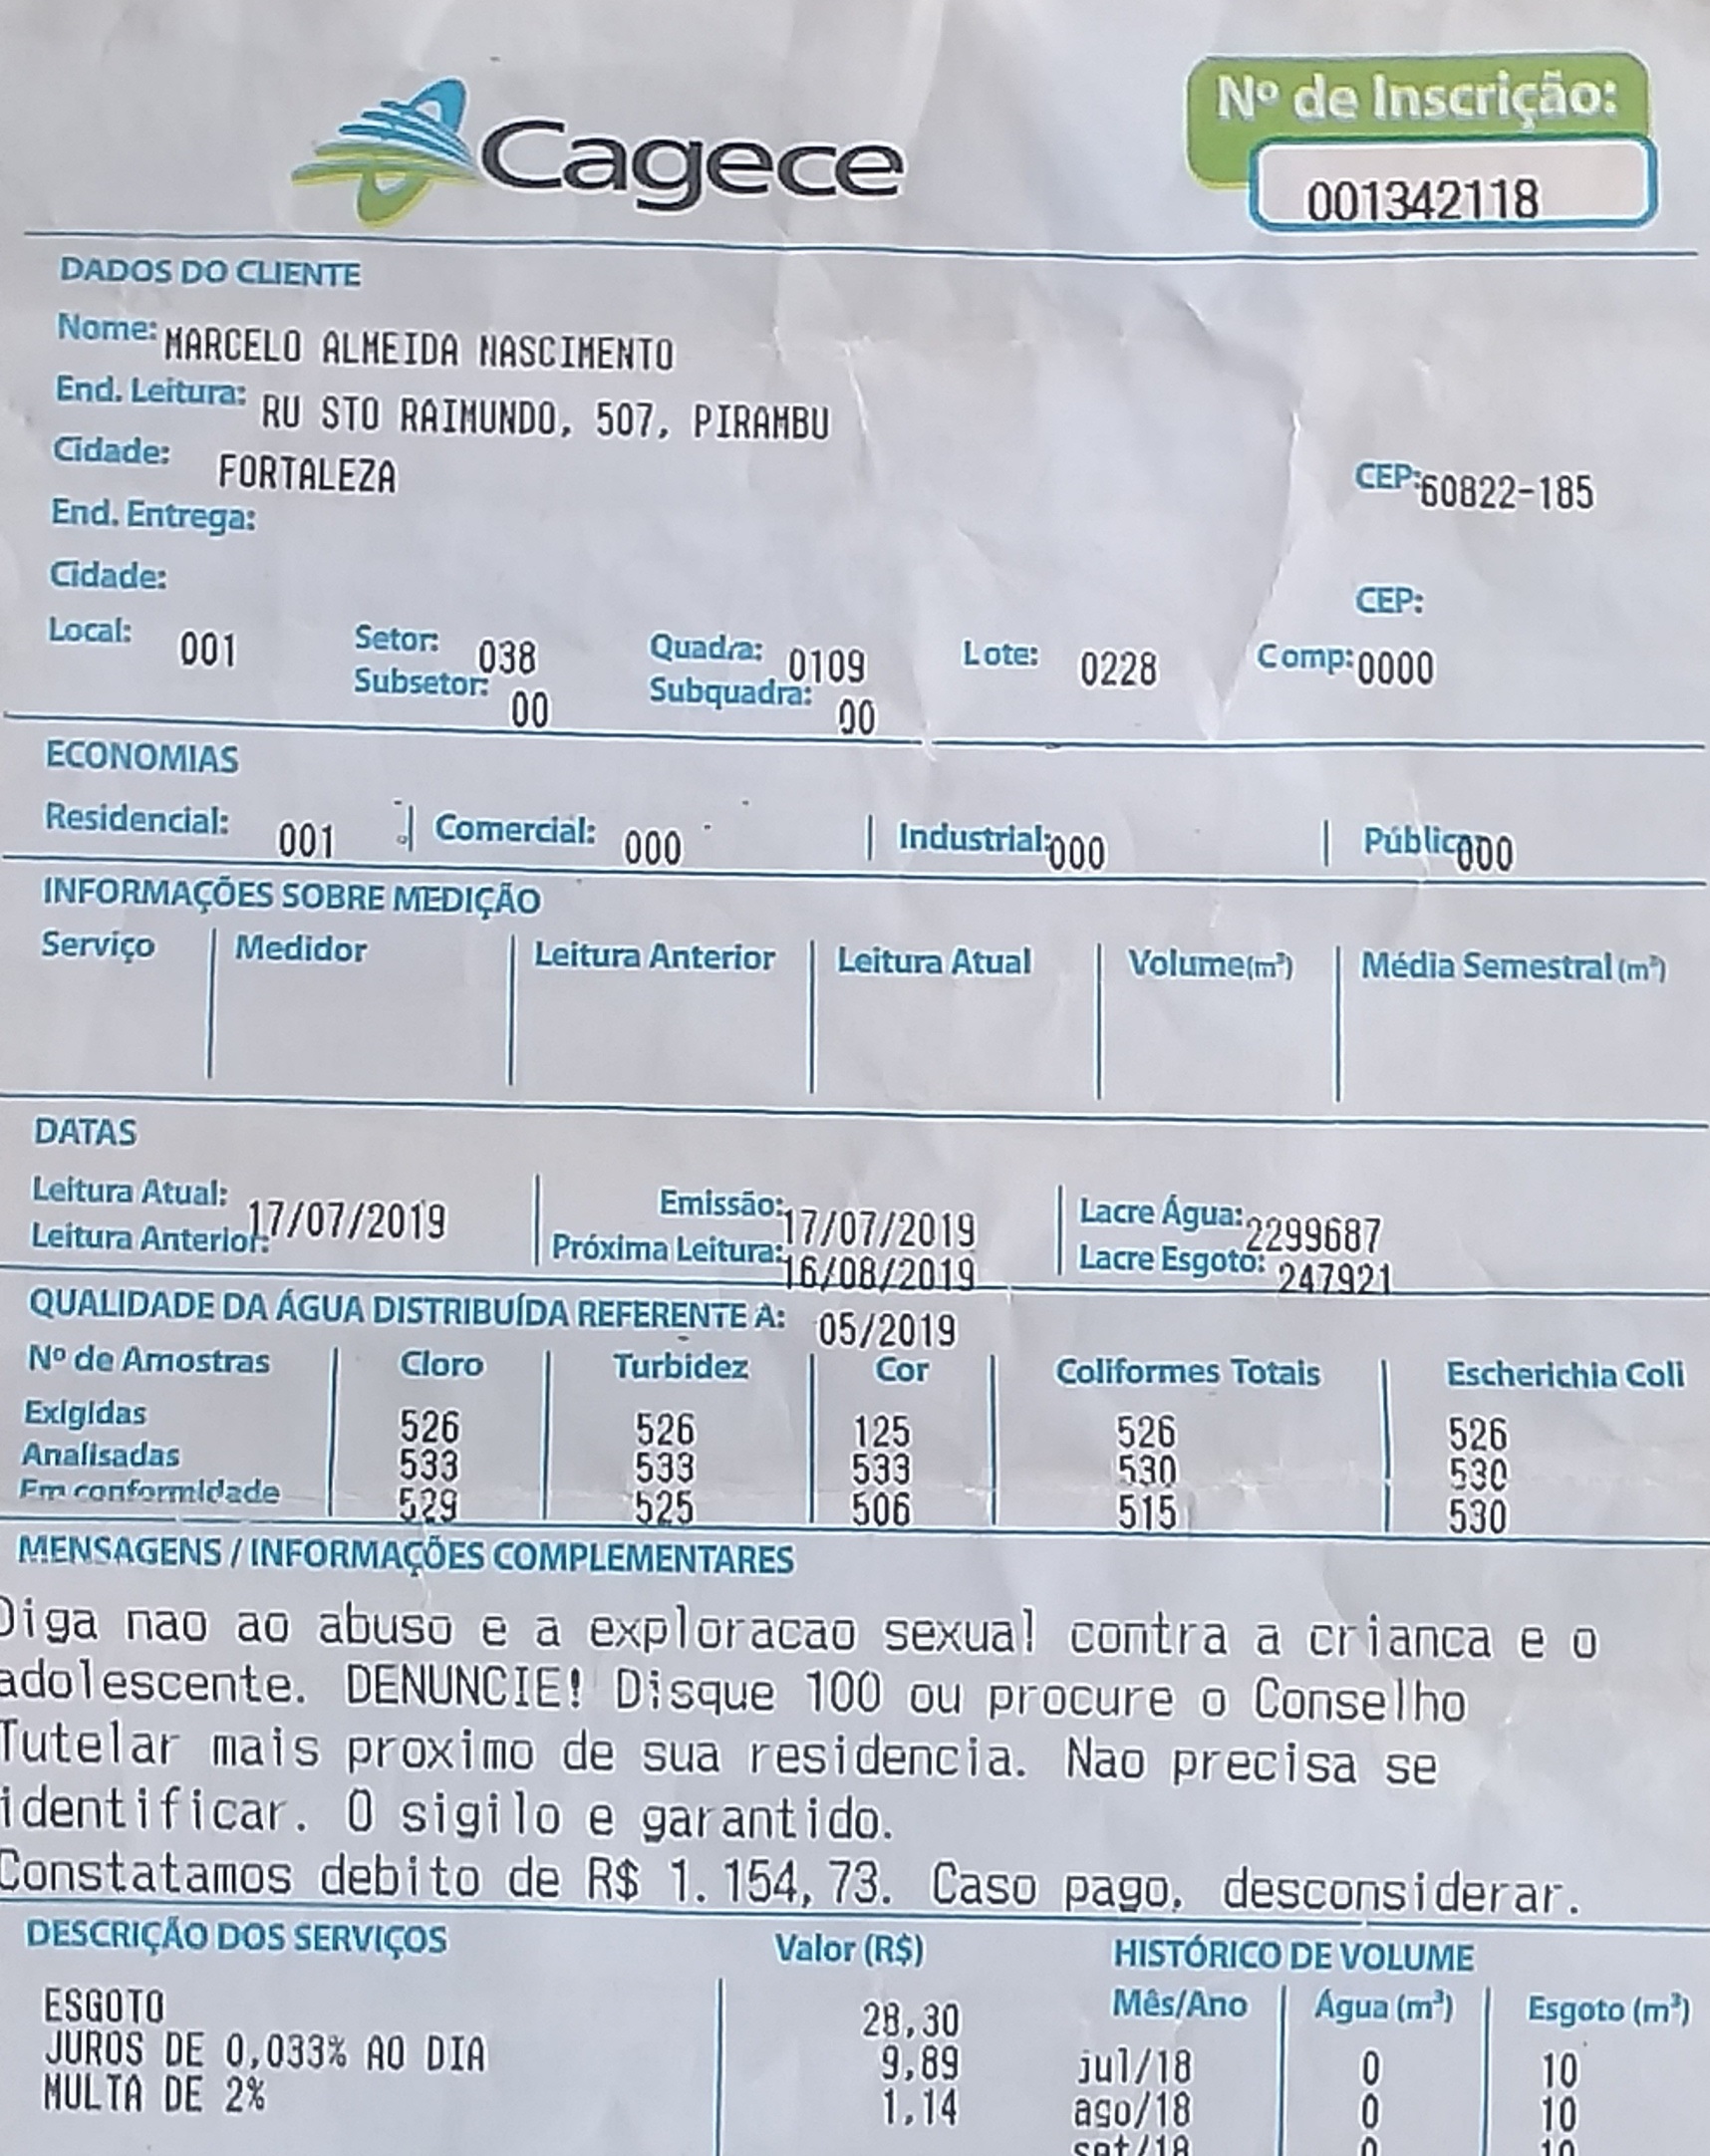 Cagece
Nº de Inscrição:
001342118
DADOS DO CLIENTE
Nome: MARCELO ALMEIDA NASCIMENTO
End. Leitura: RU STO RAIMUNDO, 507, PIRAMBU
Cidade: FORTALEZA CEP: 60822-185
End. Entrega:
Cidade: CEP:
Local: 001 Setor: 038 Quadra: 0109 Lote: 0228 Comp: 0000
Subsetor: 00 Subquadra: 00
ECONOMIAS
Residencial: 001 | Comercial: 000 | Industrial: 000 | Públic 000
INFORMAÇÕES SOBRE MEDIÇÃO
Serviço Medidor Leitura Anterior Leitura Atual Volume(m³) Média Semestral (m³)
DATAS
Leitura Atual: 17/07/2019 Emissão: 17/07/2019 Lacre Água: 2299687
Leitura Anterior: Próxima Leitura: 16/08/2019 Lacre Esgoto: 247921
QUALIDADE DA ÁGUA DISTRIBUÍDA REFERENTE A: 05/2019
Nº de Amostras Cloro Turbidez Cor Coliformes Totais Escherichia Coli
Exigidas 526 526 125 526 526
Analisadas 533 533 533 530 530
Em conformidade 529 525 506 515 530
MENSAGENS / INFORMAÇÕES COMPLEMENTARES
Diga nao ao abuso e a exploracao sexual contra a crianca e o
adolescente. DENUNCIE! Disque 100 ou procure o Conselho
Tutelar mais proximo de sua residencia. Nao precisa se
identificar. O sigilo e garantido.
Constatamos debito de R$ 1.154,73. Caso pago, desconsiderar.
DESCRIÇÃO DOS SERVIÇOS Valor (R$) HISTÓRICO DE VOLUME
Mês/Ano Água (m³) Esgoto (m³)
ESGOTO 28,30
JUROS DE 0,033% AO DIA 9,89 jul/18 0 10
MULTA DE 2% 1,14 ago/18 0 10
set/18 0 10